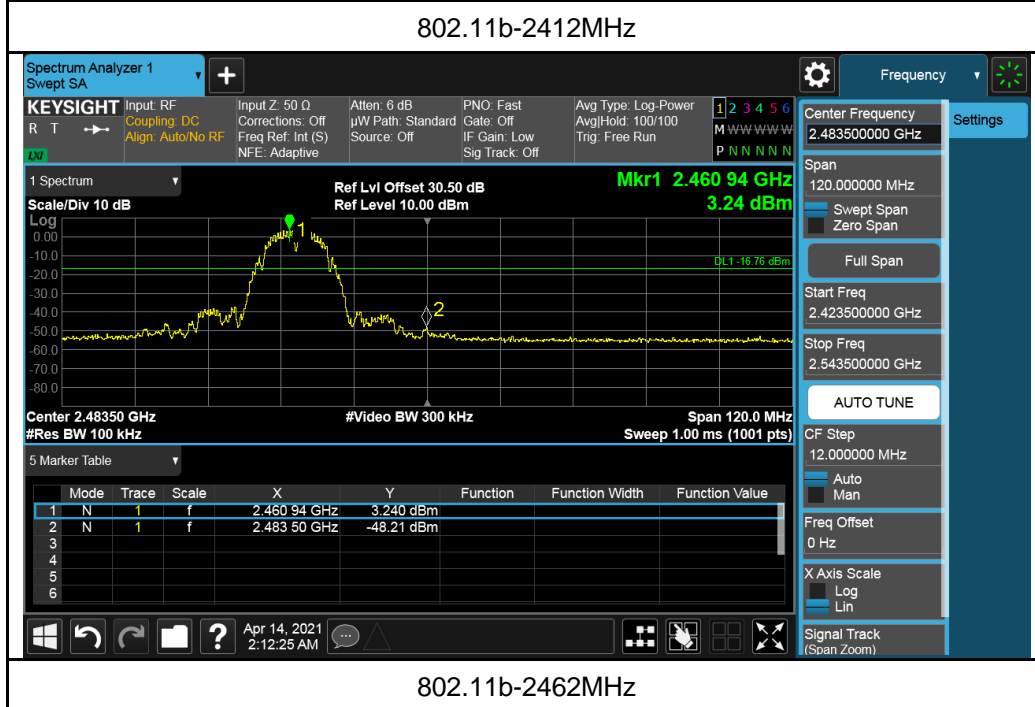 802.11b-2412MHz
Spectrum Analyzer 1
Swept SA
Frequency
KEYSIGHT
R T
LXI
Input: RF
Coupling: DC
Align: Auto/No RF
Input Z: 50 Ω
Corrections: Off
Freq Ref: Int (S)
NFE: Adaptive
Atten: 6 dB
µW Path: Standard
Source: Off
PNO: Fast
Gate: Off
IF Gain: Low
Sig Track: Off
Avg Type: Log-Power
Avg|Hold: 100/100
Trig: Free Run
1 2 3 4 5 6
M W W W W W
P N N N N N
1 Spectrum
Scale/Div 10 dB
Ref Lvl Offset 30.50 dB
Ref Level 10.00 dBm
Mkr1 2.460 94 GHz
3.24 dBm
Log
0.00
-10.0
-20.0
-30.0
-40.0
-50.0
-60.0
-70.0
-80.0
1
2
DL1 -16.76 dBm
Center 2.48350 GHz
#Video BW 300 kHz
Span 120.0 MHz
#Res BW 100 kHz
Sweep 1.00 ms (1001 pts)
5 Marker Table
Mode Trace Scale X Y Function Function Width Function Value
1 N 1 f 2.460 94 GHz 3.240 dBm
2 N 1 f 2.483 50 GHz -48.21 dBm
3
4
5
6
Apr 14, 2021
2:12:25 AM
Center Frequency
2.483500000 GHz
Settings
Span
120.000000 MHz
Swept Span
Zero Span
Full Span
Start Freq
2.423500000 GHz
Stop Freq
2.543500000 GHz
AUTO TUNE
CF Step
12.000000 MHz
Auto
Man
Freq Offset
0 Hz
X Axis Scale
Log
Lin
Signal Track
(Span Zoom)
802.11b-2462MHz